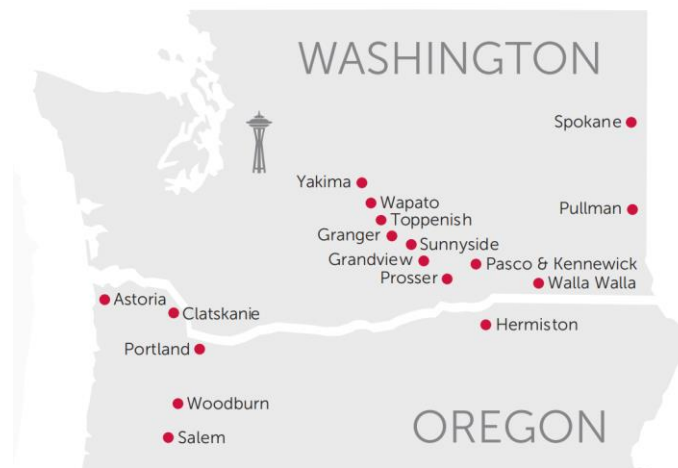 WASHINGTON
Spokane
Yakima
Wapato
Pullman
Toppenish
Granger
Sunnyside
Grandview
Pasco & Kennewick
Prosser
Walla Walla
Astoria
Clatskanie
Hermiston
Portland
Woodburn
OREGON
Salem